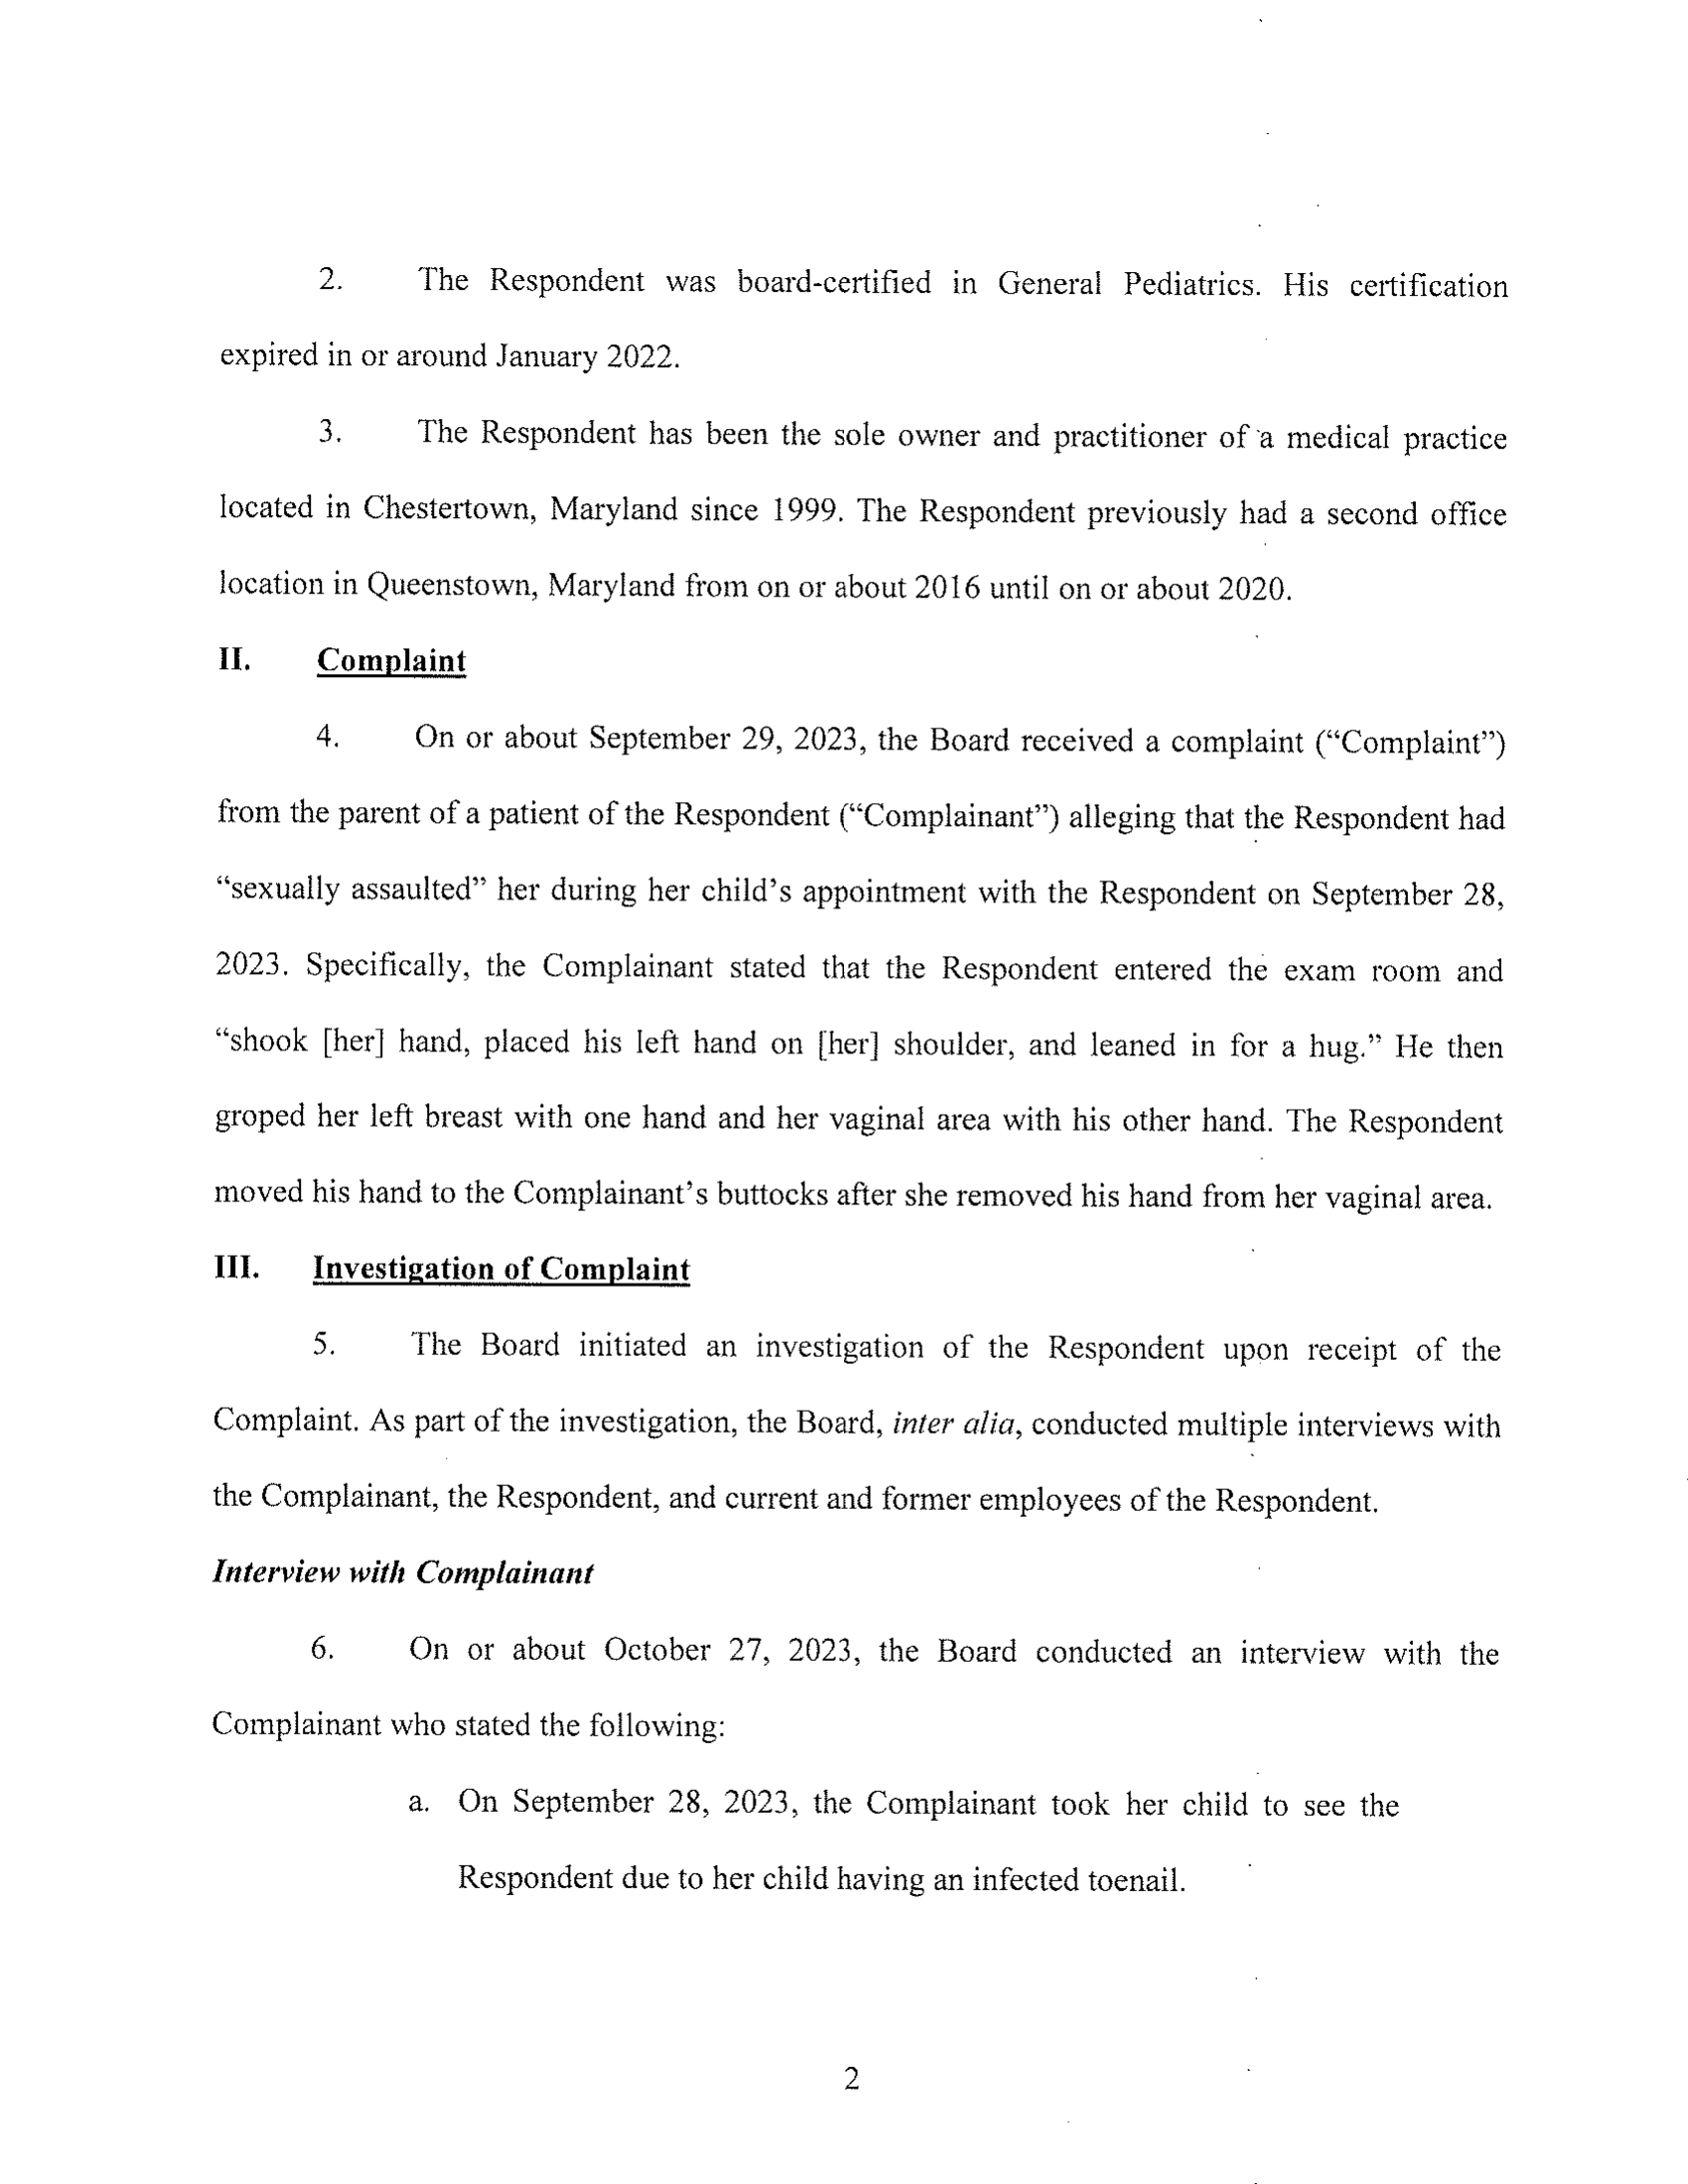 2. The Respondent was board-certified in General Pediatrics. His certification
expired in or around January 2022.
3. The Respondent has been the sole owner and practitioner of a medical practice
located in Chestertown, Maryland since 1999. The Respondent previously had a second office
location in Queenstown, Maryland from on or about 2016 until on or about 2020.
II. Complaint
4. On or about September 29, 2023, the Board received a complaint (“Complaint”)
from the parent of a patient of the Respondent (“Complainant”) alleging that the Respondent had
“sexually assaulted” her during her child’s appointment with the Respondent on September 28,
2023. Specifically, the Complainant stated that the Respondent entered the exam room and
“shook [her] hand, placed his left hand on [her] shoulder, and leaned in for a hug.” He then
groped her left breast with one hand and her vaginal area with his other hand. The Respondent
moved his hand to the Complainant’s buttocks after she removed his hand from her vaginal area.
III. Investigation of Complaint
5. The Board initiated an investigation of the Respondent upon receipt of the
Complaint. As part of the investigation, the Board, inter alia, conducted multiple interviews with
the Complainant, the Respondent, and current and former employees of the Respondent.
Interview with Complainant
6. On or about October 27, 2023, the Board conducted an interview with the
Complainant who stated the following:
a. On September 28, 2023, the Complainant took her child to see the
Respondent due to her child having an infected toenail.
2